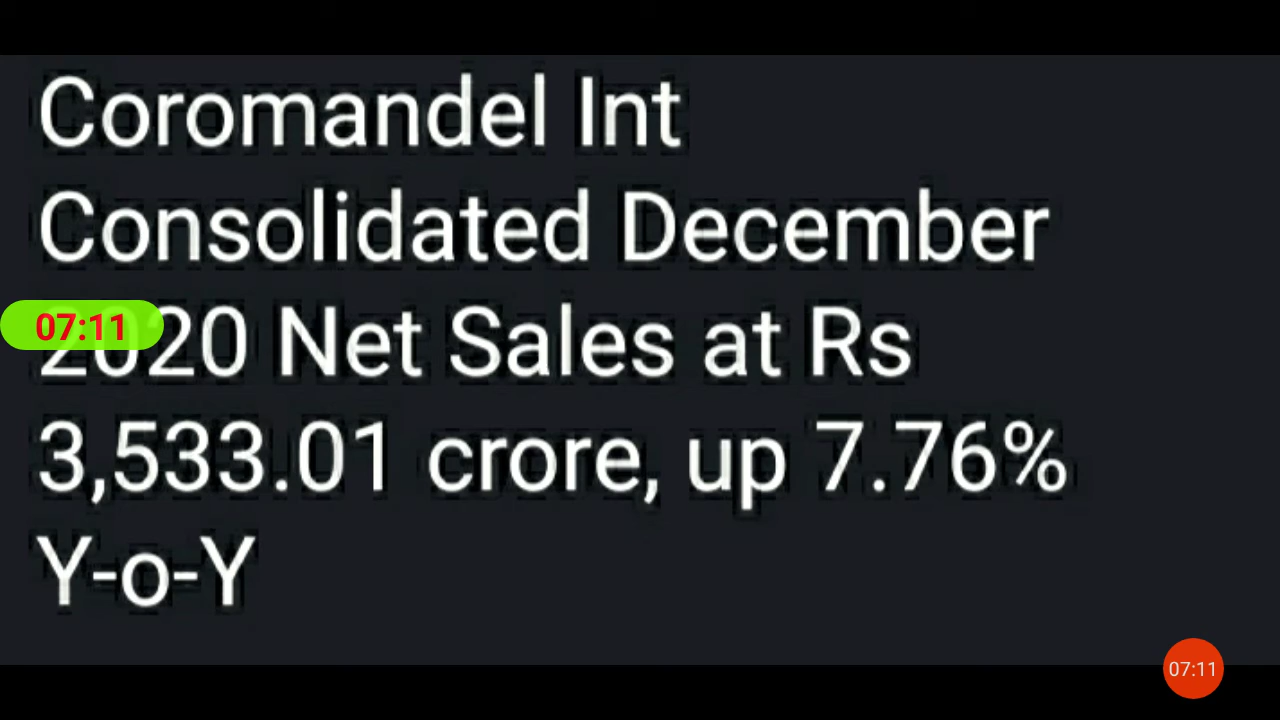 Coromandel Int
Consolidated December
2020 Net Sales at Rs
3,533.01 crore, up 7.76%
Y-o-Y
07:11
07:11